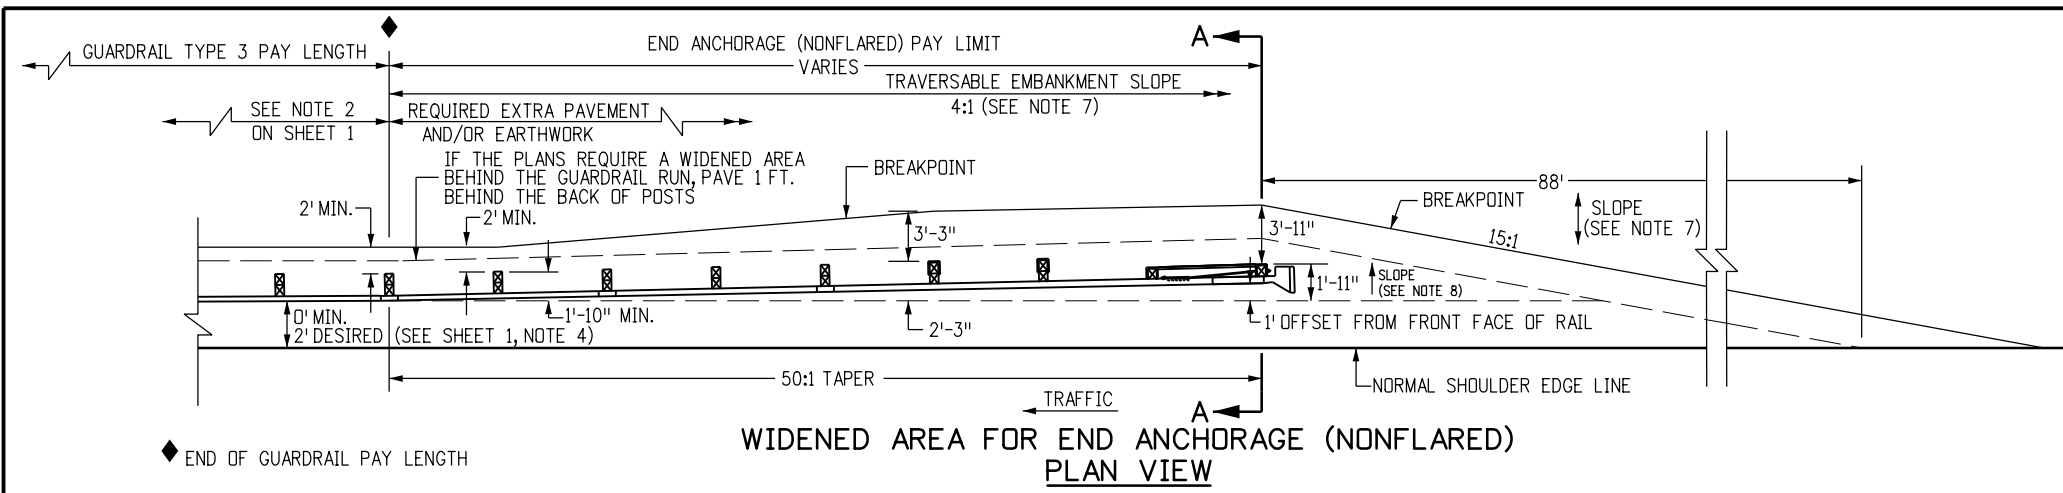 GUARDRAIL TYPE 3 PAY LENGTH
END ANCHORAGE (NONFLARED) PAY LIMIT
VARIES
A
TRAVERSABLE EMBANKMENT SLOPE
4:1 (SEE NOTE 7)
SEE NOTE 2
ON SHEET 1
REQUIRED EXTRA PAVEMENT
AND/OR EARTHWORK
IF THE PLANS REQUIRE A WIDENED AREA
BEHIND THE GUARDRAIL RUN, PAVE 1 FT.
BEHIND THE BACK OF POSTS
BREAKPOINT
88'
BREAKPOINT
SLOPE
(SEE NOTE 7)
2' MIN.
2' MIN.
3'-3"
3'-11"
15:1
1'-11"
SLOPE
(SEE NOTE 8)
0' MIN.
2' DESIRED (SEE SHEET 1, NOTE 4)
1'-10" MIN.
2'-3"
1' OFFSET FROM FRONT FACE OF RAIL
50:1 TAPER
NORMAL SHOULDER EDGE LINE
TRAFFIC
A
WIDENED AREA FOR END ANCHORAGE (NONFLARED)
PLAN VIEW
END OF GUARDRAIL PAY LENGTH